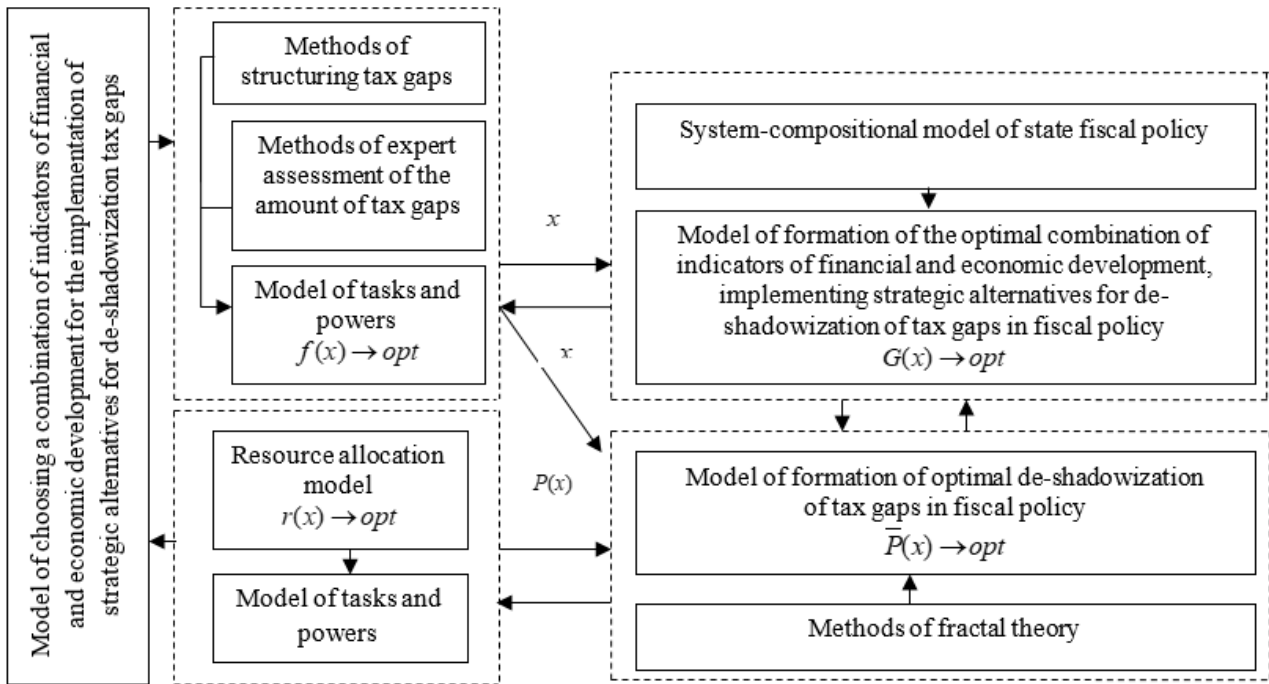 Model of choosing a combination of indicators of financial
and economic development for the implementation of
strategic alternatives for de-shadowization tax gaps
Methods of
structuring tax gaps
Methods of expert
assessment of the
amount of tax gaps
Model of tasks and
powers
f(x) → opt
Resource allocation
model
r(x) → opt
Model of tasks and
powers
x
x
P(x)
System-compositional model of state fiscal policy
Model of formation of the optimal combination of
indicators of financial and economic development,
implementing strategic alternatives for de-
shadowization of tax gaps in fiscal policy
G(x) → opt
Model of formation of optimal de-shadowization
of tax gaps in fiscal policy
P̅(x) → opt
Methods of fractal theory